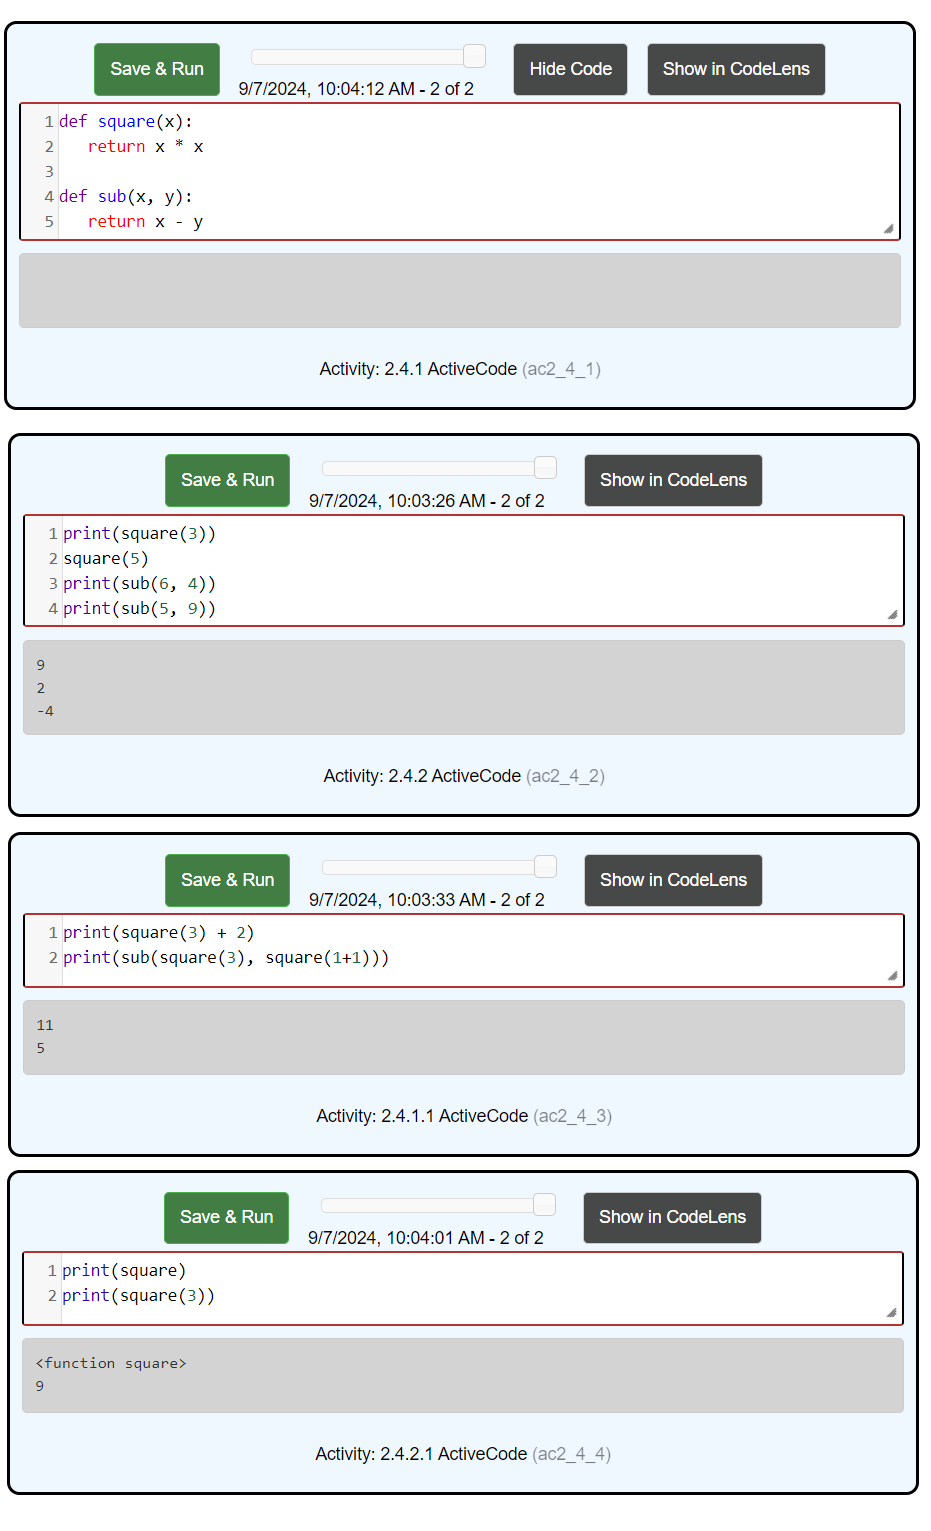 Save & Run
9/7/2024, 10:04:12 AM - 2 of 2
Hide Code
Show in CodeLens
1 def square(x):
2    return x * x
3
4 def sub(x, y):
5    return x - y
Activity: 2.4.1 ActiveCode (ac2_4_1)
Save & Run
9/7/2024, 10:03:26 AM - 2 of 2
Show in CodeLens
1 print(square(3))
2 square(5)
3 print(sub(6, 4))
4 print(sub(5, 9))
9
2
-4
Activity: 2.4.2 ActiveCode (ac2_4_2)
Save & Run
9/7/2024, 10:03:33 AM - 2 of 2
Show in CodeLens
1 print(square(3) + 2)
2 print(sub(square(3), square(1+1)))
11
5
Activity: 2.4.1.1 ActiveCode (ac2_4_3)
Save & Run
9/7/2024, 10:04:01 AM - 2 of 2
Show in CodeLens
1 print(square)
2 print(square(3))
<function square>
9
Activity: 2.4.2.1 ActiveCode (ac2_4_4)